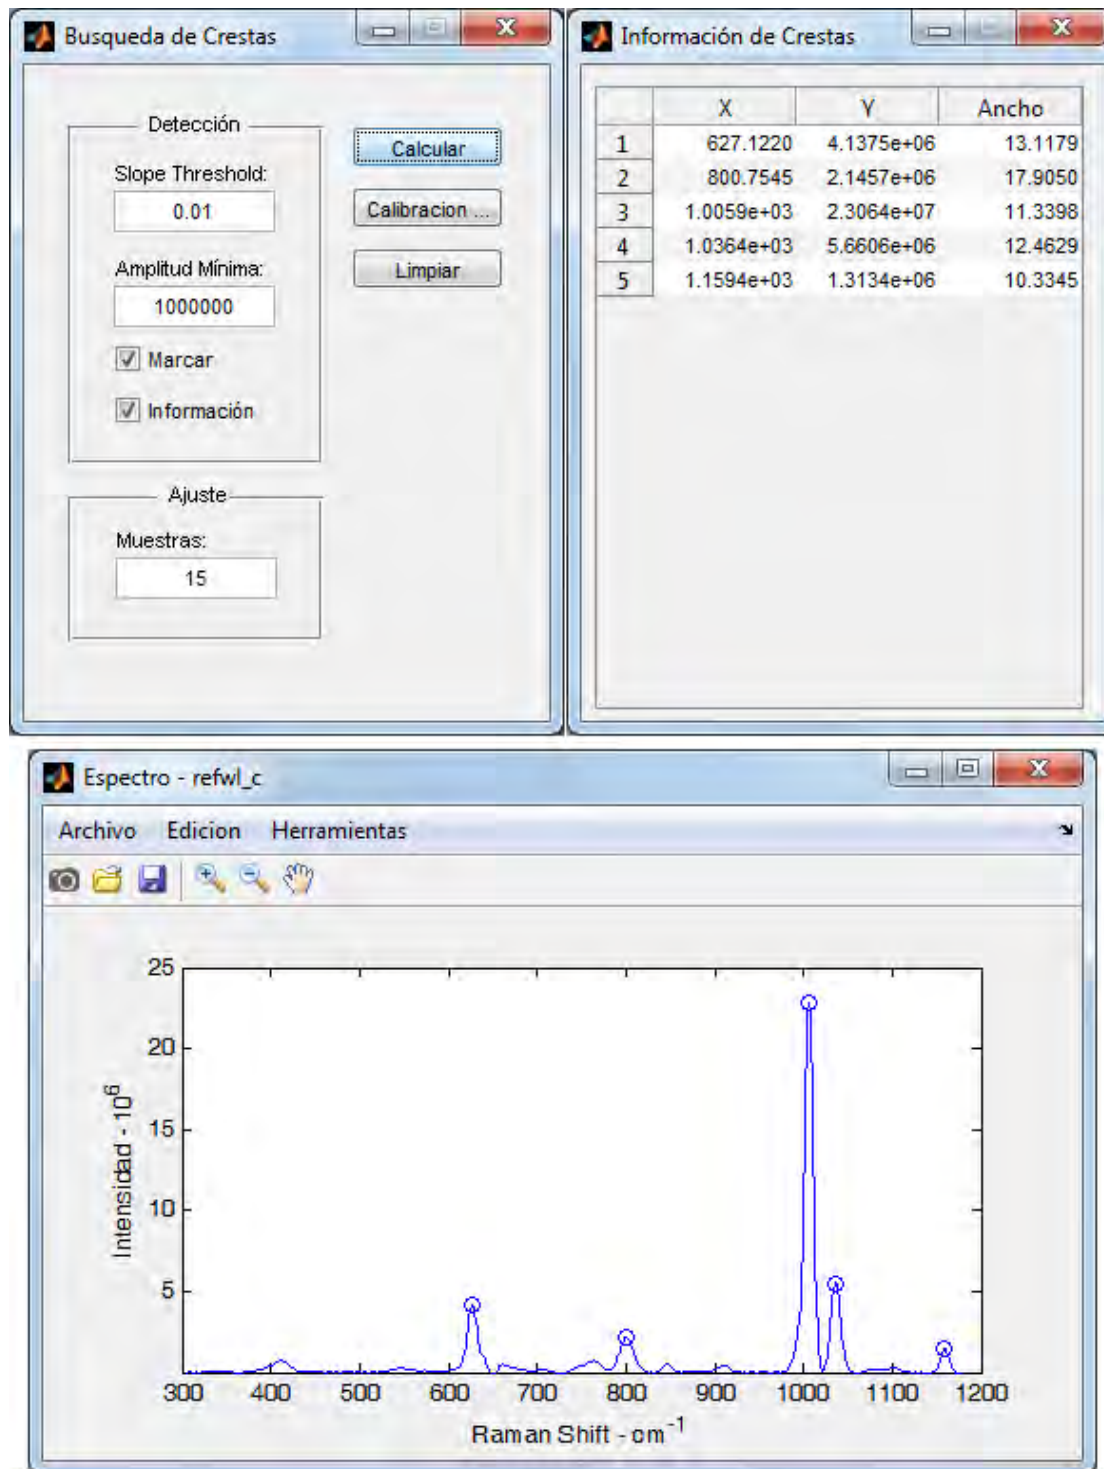 Busqueda de Crestas
Detección
Slope Threshold:
0.01
Amplitud Mínima:
1000000
Marcar
Información
Calcular
Calibracion ...
Limpiar
Ajuste
Muestras:
15
Información de Crestas
X Y Ancho
1 627.1220 4.1375e+06 13.1179
2 800.7545 2.1457e+06 17.9050
3 1.0059e+03 2.3064e+07 11.3398
4 1.0364e+03 5.6606e+06 12.4629
5 1.1594e+03 1.3134e+06 10.3345
Espectro - refwl_c
Archivo Edicion Herramientas
25
20
15
10
5
Intensidad - 10⁶
300 400 500 600 700 800 900 1000 1100 1200
Raman Shift - cm⁻¹